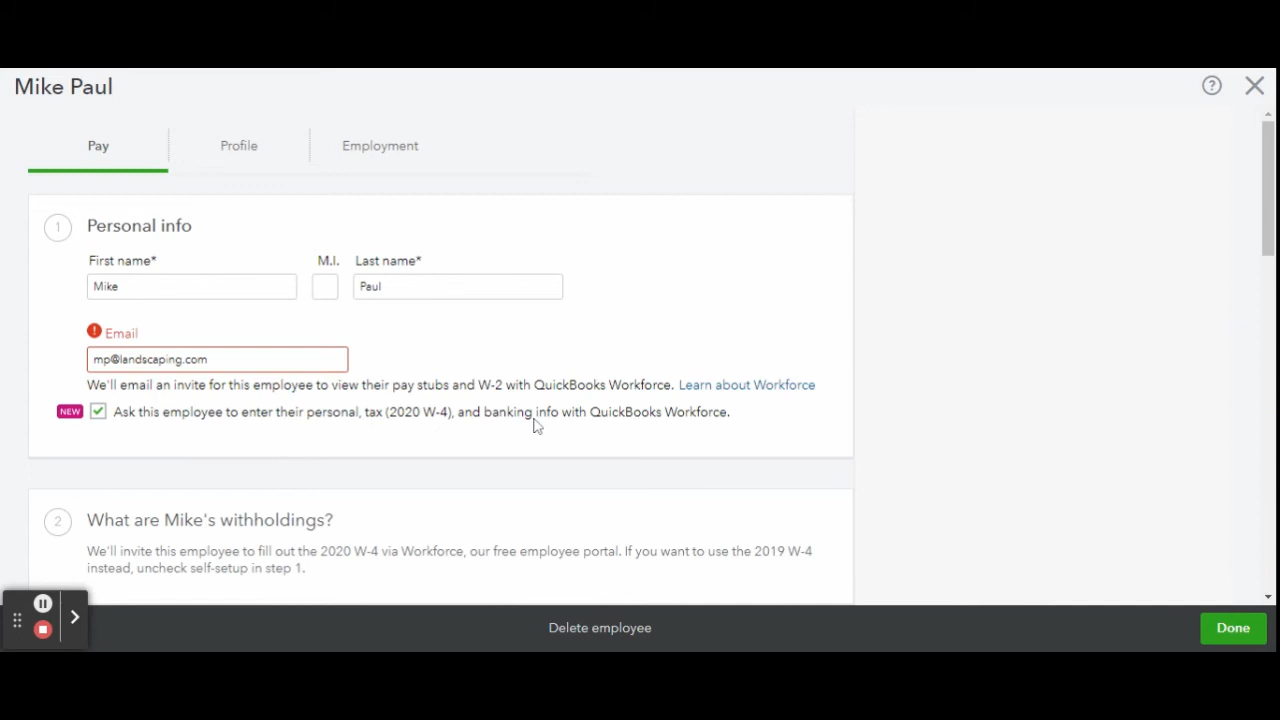 Mike Paul
?
Pay
Profile
Employment
1
Personal info
First name*
M.I.
Last name*
Mike
Paul
! Email
mp@landscaping.com
We'll email an invite for this employee to view their pay stubs and W-2 with QuickBooks Workforce. Learn about Workforce
NEW Ask this employee to enter their personal, tax (2020 W-4), and banking info with QuickBooks Workforce.
2
What are Mike's withholdings?
We'll invite this employee to fill out the 2020 W-4 via Workforce, our free employee portal. If you want to use the 2019 W-4
instead, uncheck self-setup in step 1.
Delete employee
Done